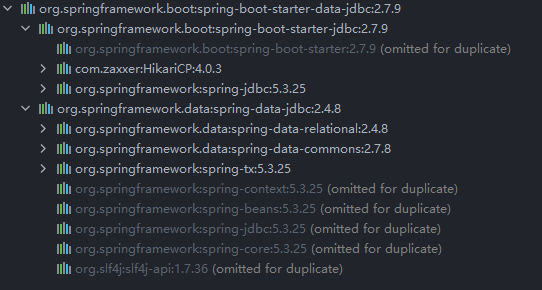 org.springframework.boot:spring-boot-starter-data-jdbc:2.7.9
org.springframework.boot:spring-boot-starter-jdbc:2.7.9
org.springframework.boot:spring-boot-starter:2.7.9 (omitted for duplicate)
com.zaxxer:HikariCP:4.0.3
org.springframework:spring-jdbc:5.3.25
org.springframework.data:spring-data-jdbc:2.4.8
org.springframework.data:spring-data-relational:2.4.8
org.springframework.data:spring-data-commons:2.7.8
org.springframework:spring-tx:5.3.25
org.springframework:spring-context:5.3.25 (omitted for duplicate)
org.springframework:spring-beans:5.3.25 (omitted for duplicate)
org.springframework:spring-jdbc:5.3.25 (omitted for duplicate)
org.springframework:spring-core:5.3.25 (omitted for duplicate)
org.slf4j:slf4j-api:1.7.36 (omitted for duplicate)